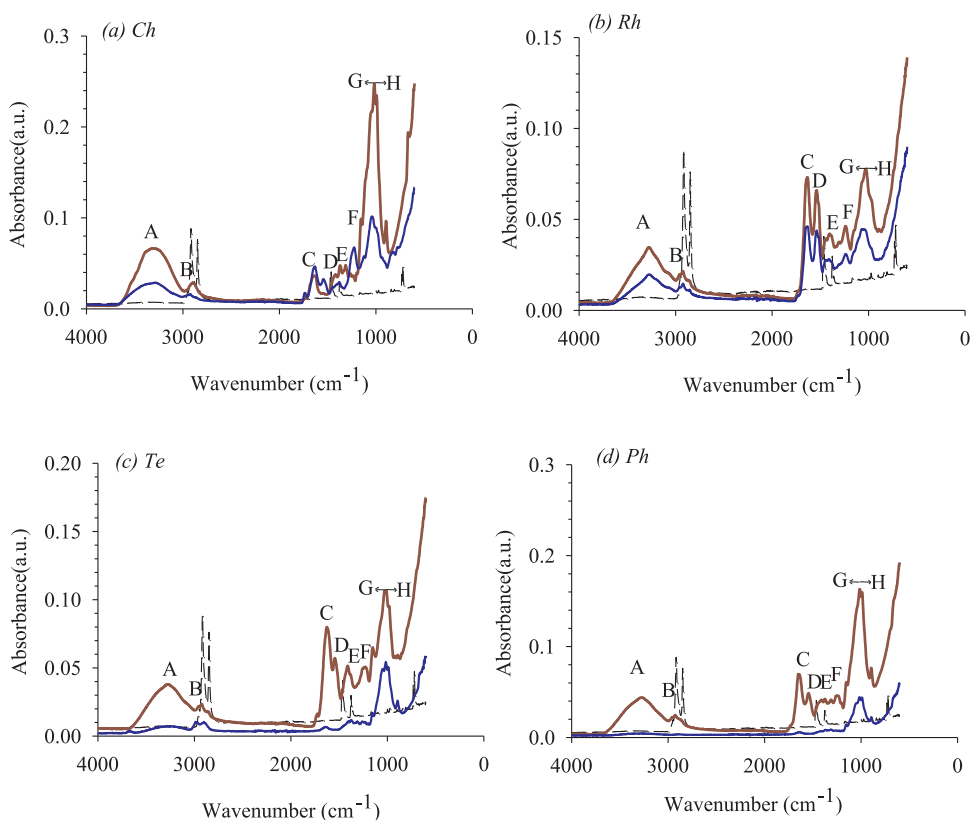 (a) Ch
0.3
0.2
0.1
0.0
Absorbance(a.u.)
A
B
C
D
E
F
G
H
4000
3000
2000
1000
0
Wavenumber (cm-1)
(b) Rh
0.15
0.10
0.05
0.00
Absorbance(a.u.)
A
B
C
D
E
F
G
H
4000
3000
2000
1000
0
Wavenumber (cm-1)
(c) Te
0.20
0.15
0.10
0.05
0.00
Absorbance(a.u.)
A
B
C
D
E
F
G
H
4000
3000
2000
1000
0
Wavenumber (cm-1)
(d) Ph
0.3
0.2
0.1
0.0
Absorbance(a.u.)
A
B
C
D
E
F
G
H
4000
3000
2000
1000
0
Wavenumber (cm-1)